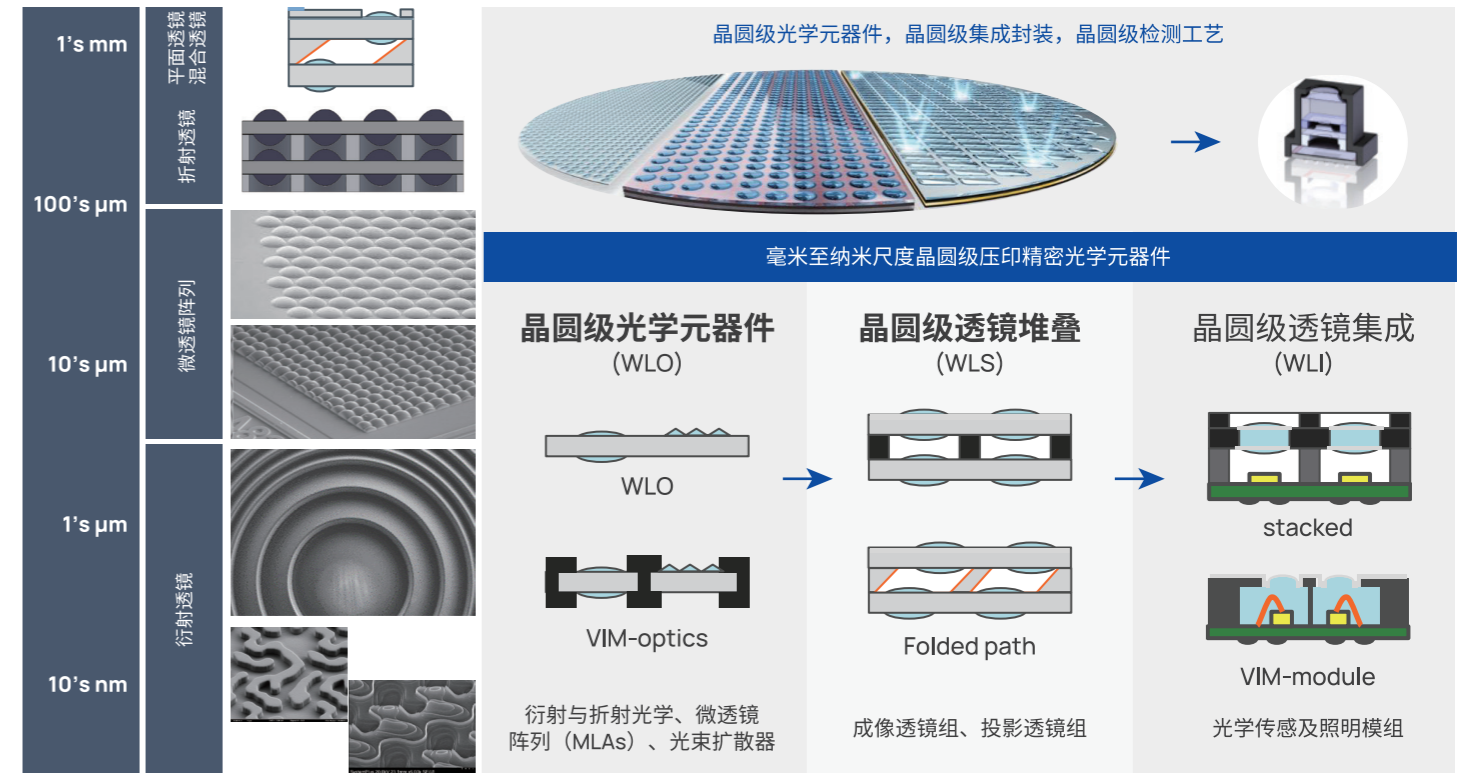 1’s mm
100’s µm
10’s µm
1’s µm
10’s nm
平面透镜
混合透镜
折射透镜
微透镜阵列
衍射透镜
晶圆级光学元器件，晶圆级集成封装，晶圆级检测工艺
毫米至纳米尺度晶圆级压印精密光学元器件
晶圆级光学元器件
(WLO)
WLO
VIM-optics
衍射与折射光学、微透镜
阵列（MLAs）、光束扩散器
晶圆级透镜堆叠
(WLS)
Folded path
成像透镜组、投影透镜组
晶圆级透镜集成
(WLI)
stacked
VIM-module
光学传感及照明模组